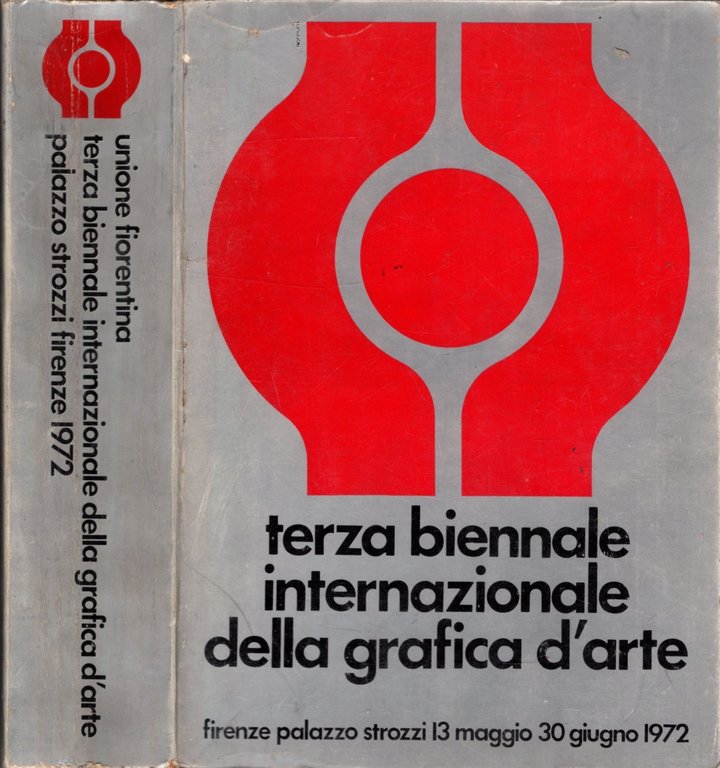 unione fiorentina
terza biennale internazionale della grafica d'arte
palazzo strozzi firenze 1972
terza biennale
internazionale
della grafica d'arte
firenze palazzo strozzi 13 maggio 30 giugno 1972